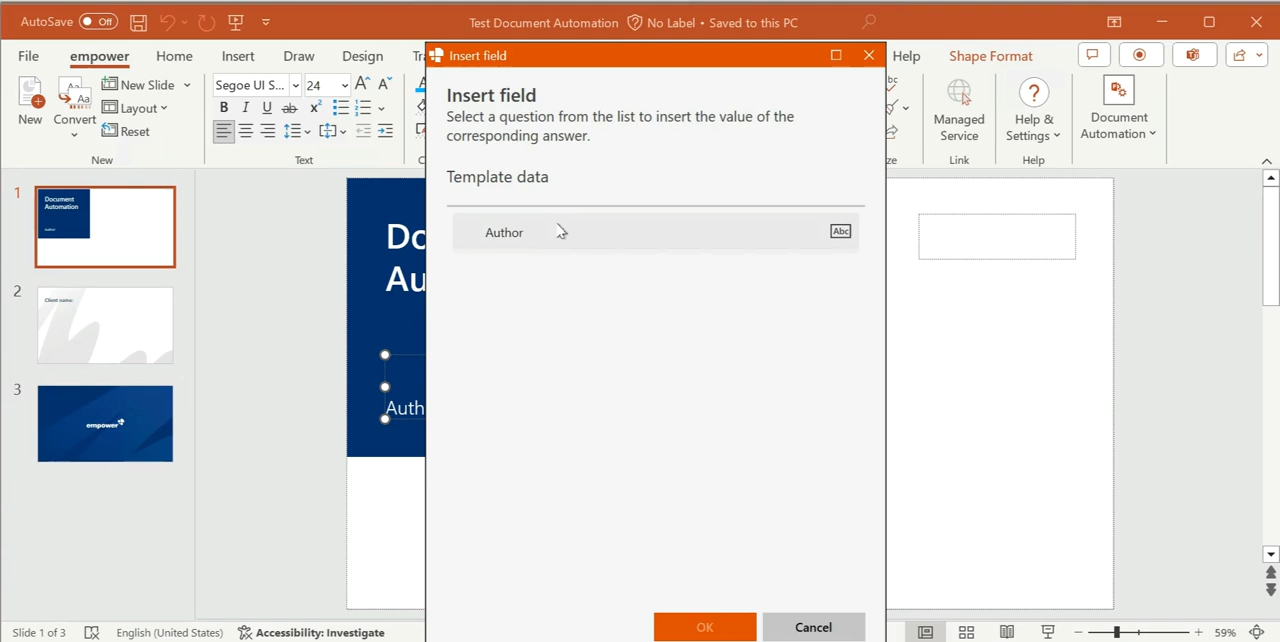 AutoSave Off
Test Document Automation No Label • Saved to this PC
File empower Home Insert Draw Design Help Shape Format
Insert field
New
Convert
New Slide
Layout
Reset
New
Segoe UI S... 24
B I U ab x²
Text
Managed Service
Link
Help & Settings
Help
Document Automation
Insert field
Select a question from the list to insert the value of the
corresponding answer.
Template data
Author Abc
OK Cancel
1
Document
Automation
Author
2
Client name:
3
empower
Auth
Slide 1 of 3 English (United States) Accessibility: Investigate 59%